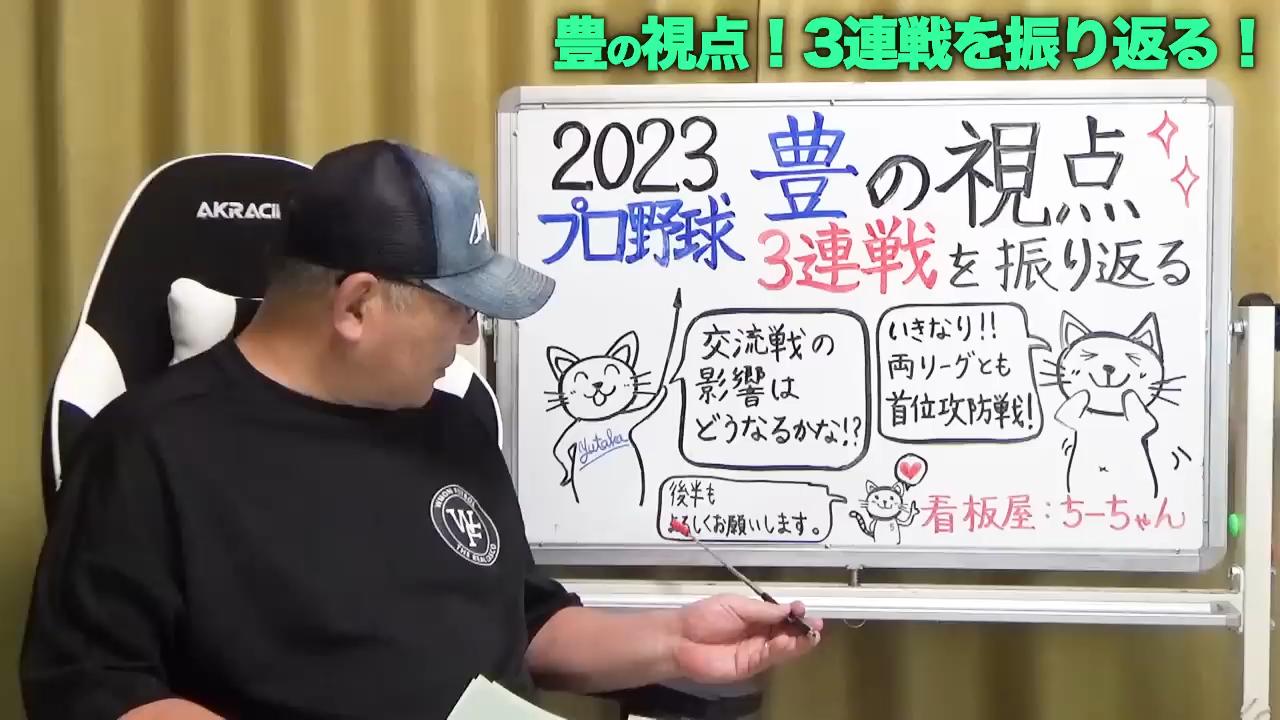 豊の視点！3連戦を振り返る！
2023
プロ野球
豊の視点
3連戦を振り返る
交流戦の
影響は
どうなるかな!?
いきなり!!
両リーグとも
首位攻防戦!
yutaka
後半も
しくお願いします。
看板屋：ちーちゃん
AKRACI
WF